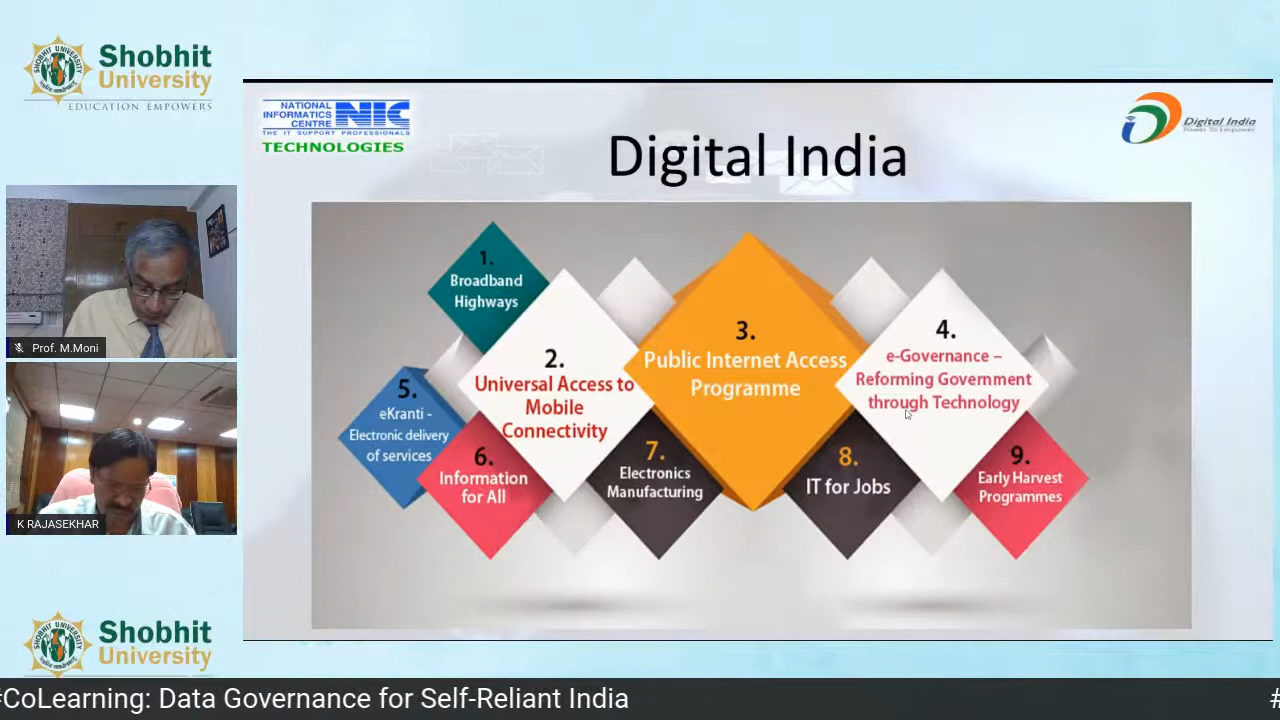 Shobhit
University
EDUCATION EMPOWERS
NATIONAL
INFORMATICS
CENTRE
NIC
THE IT SUPPORT PROFESSIONALS
TECHNOLOGIES
Digital India
Power To Empower
Digital India
1.
Broadband
Highways
2.
Universal Access to
Mobile
Connectivity
3.
Public Internet Access
Programme
4.
e-Governance –
Reforming Government
through Technology
5.
eKranti -
Electronic delivery
of services
6.
Information
for All
7.
Electronics
Manufacturing
8.
IT for Jobs
9.
Early Harvest
Programmes
Prof. M.Moni
K RAJASEKHAR
Shobhit
University
#CoLearning: Data Governance for Self-Reliant India
#